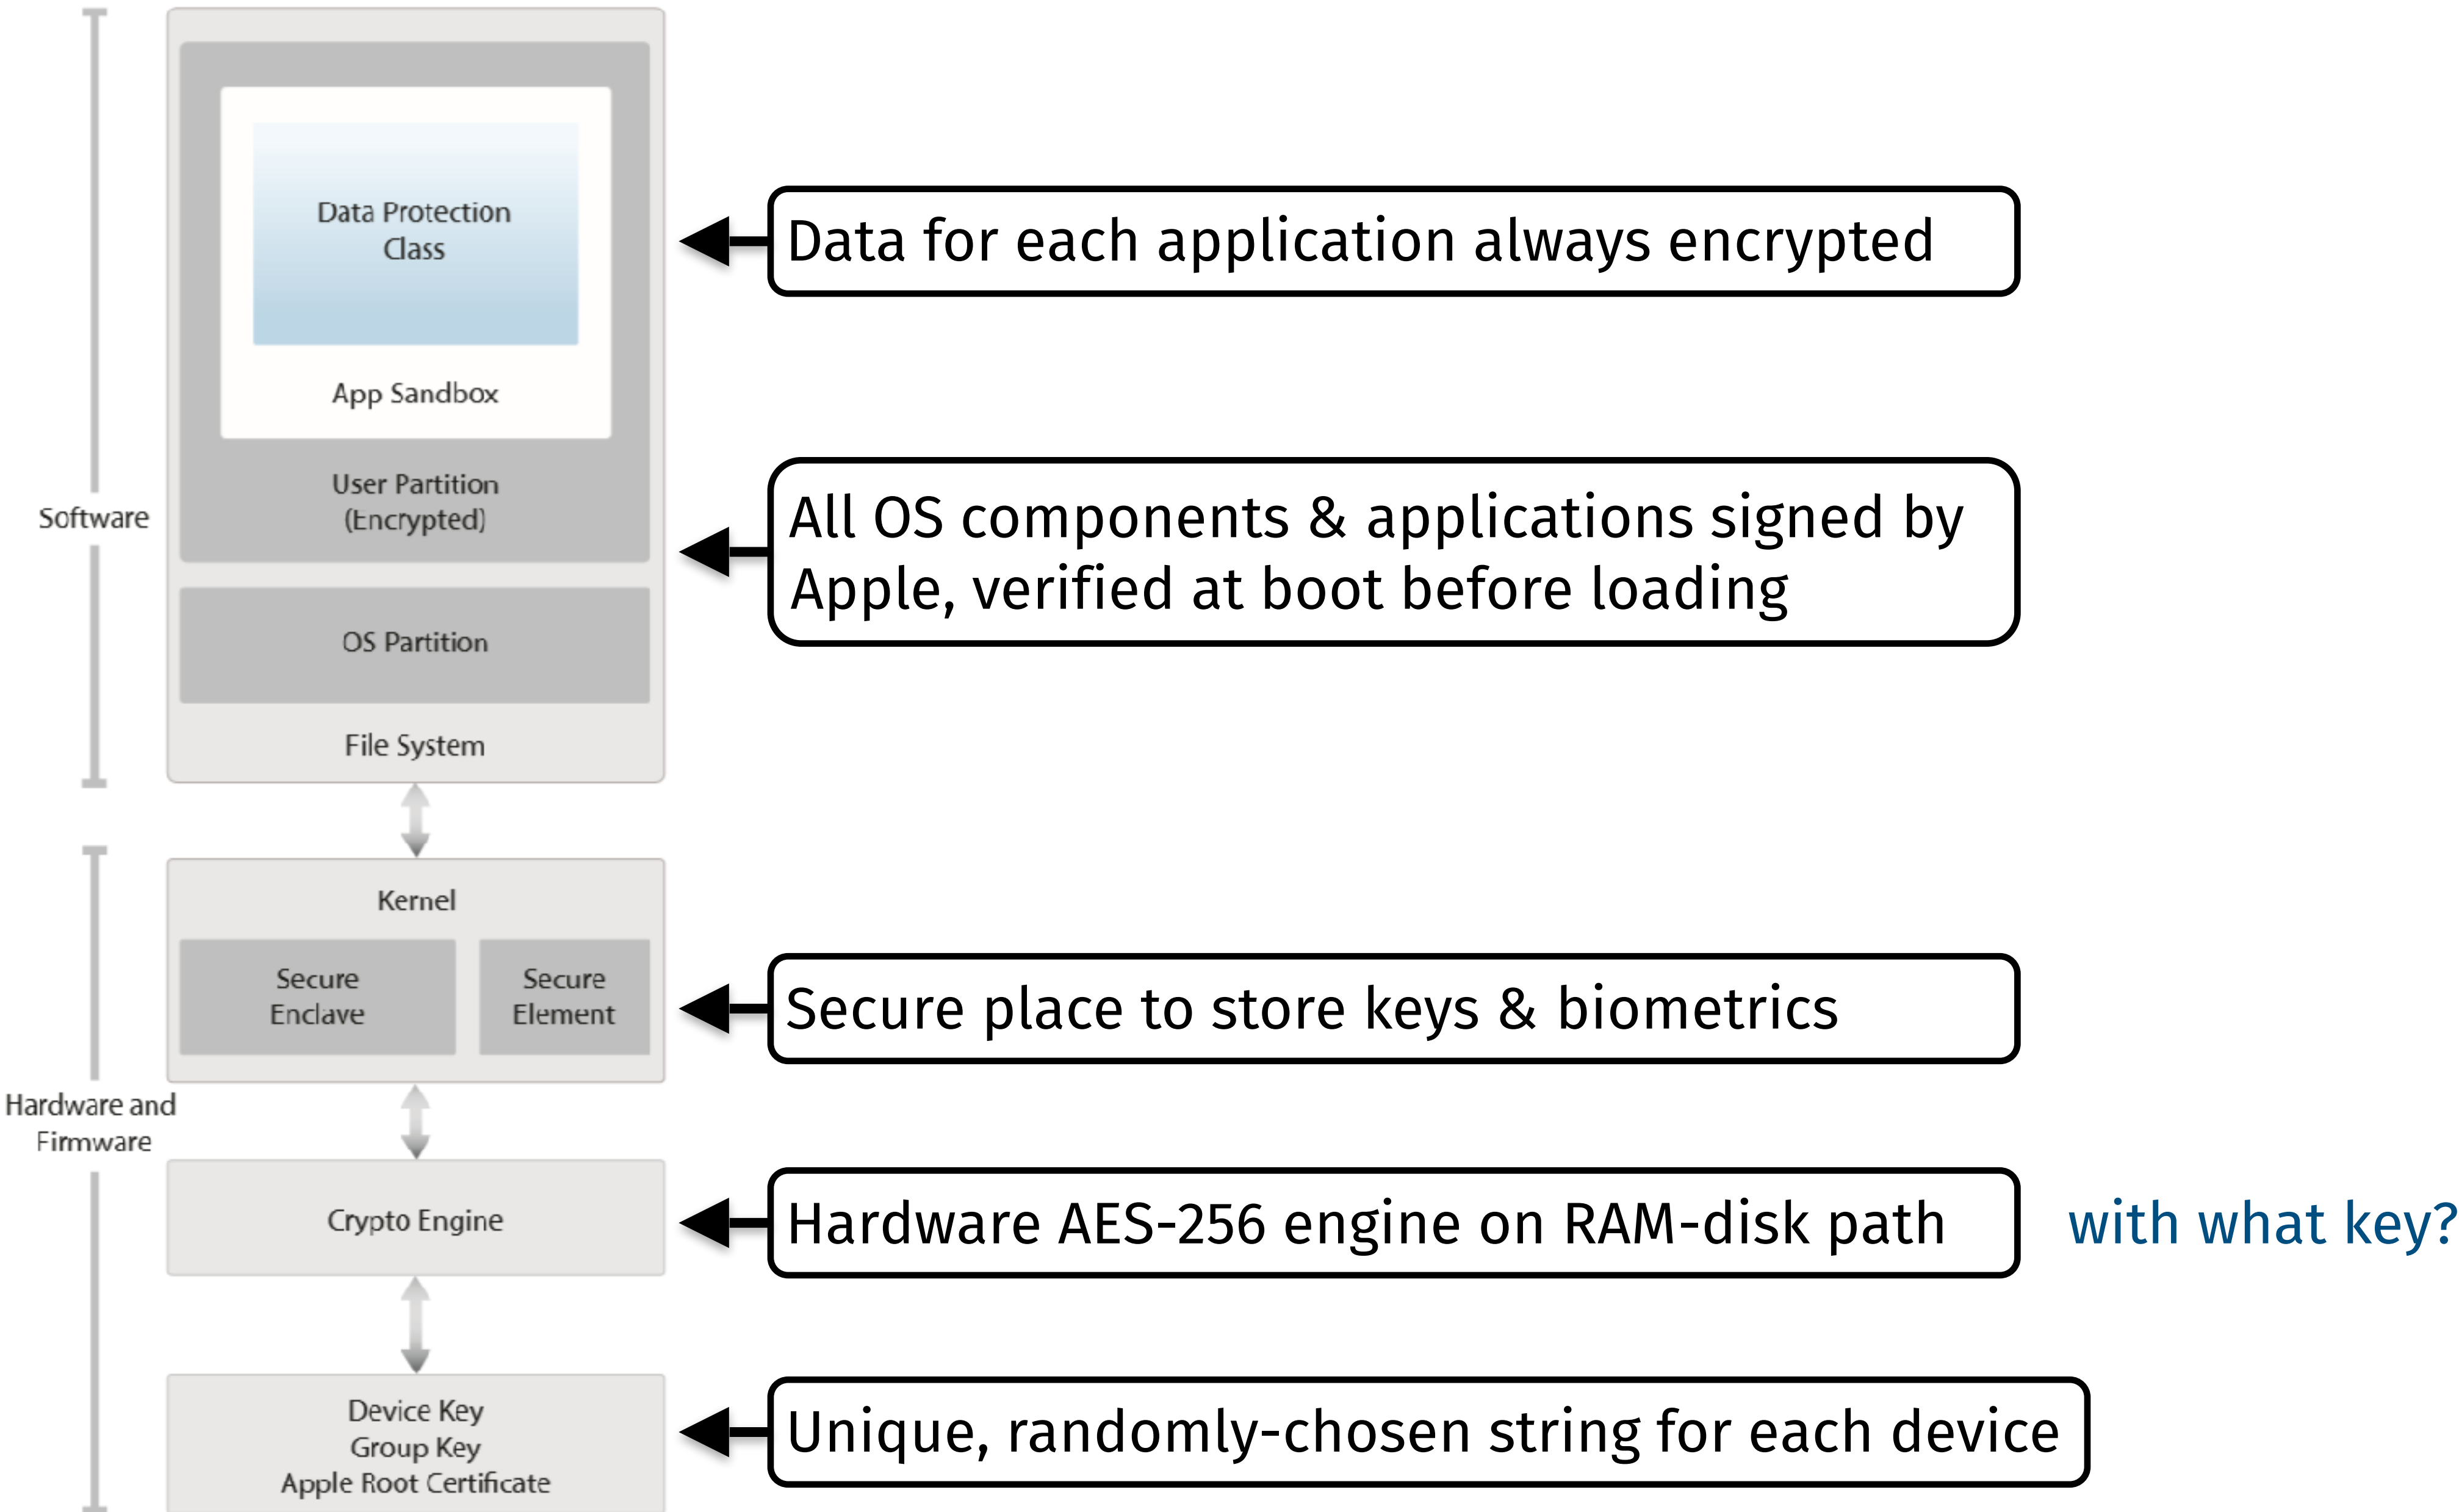 Data Protection
Class
App Sandbox
User Partition
(Encrypted)
OS Partition
File System
Software
Data for each application always encrypted
All OS components & applications signed by
Apple, verified at boot before loading
Kernel
Secure
Enclave
Secure
Element
Secure place to store keys & biometrics
Hardware and
Firmware
Crypto Engine
Hardware AES-256 engine on RAM-disk path
with what key?
Device Key
Group Key
Apple Root Certificate
Unique, randomly-chosen string for each device